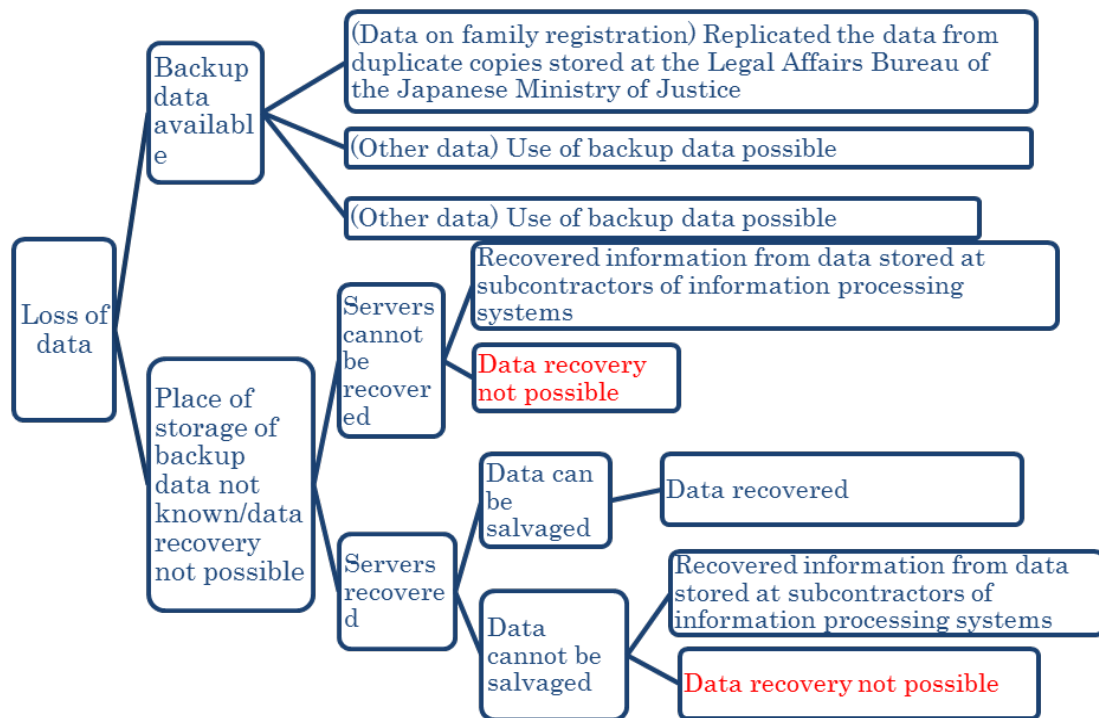 (Data on family registration) Replicated the data from
duplicate copies stored at the Legal Affairs Bureau of
the Japanese Ministry of Justice
Backup
data
availabl
e
(Other data) Use of backup data possible
(Other data) Use of backup data possible
Loss of
data
Recovered information from data stored at
subcontractors of information processing
systems
Servers
cannot
be
recover
ed
Data recovery
not possible
Place of
storage of
backup
data not
known/data
recovery
not possible
Data can
be
salvaged
Data recovered
Servers
recovere
d
Recovered information from data
stored at subcontractors of
information processing systems
Data
cannot be
salvaged
Data recovery not possible